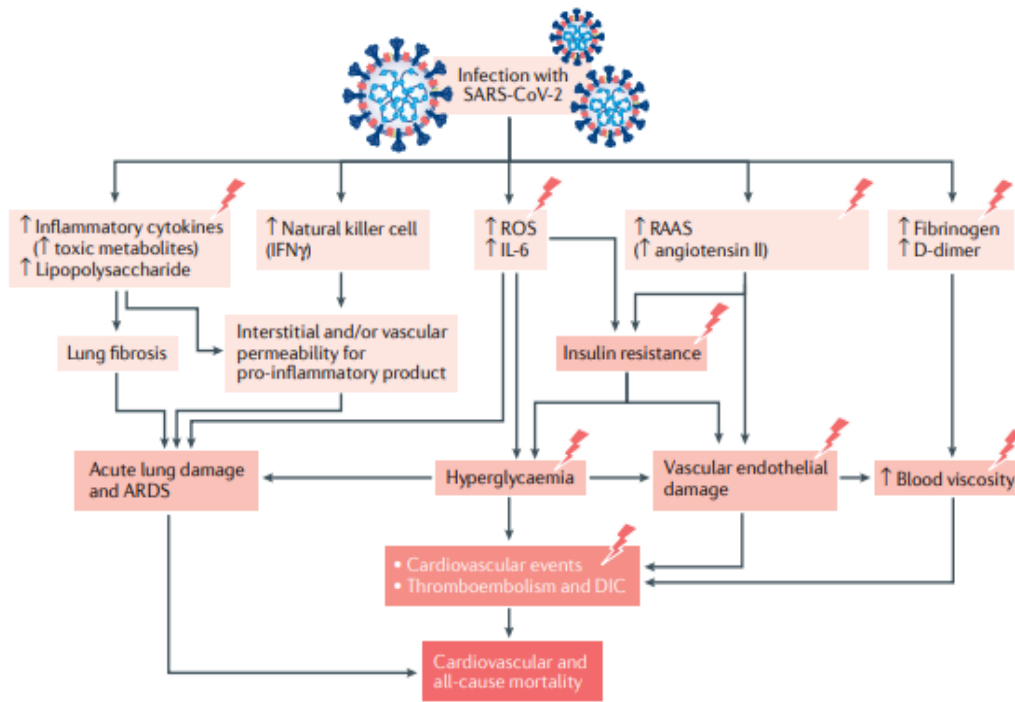 Infection with
SARS-CoV-2
↑ Inflammatory cytokines
(↑ toxic metabolites)
↑ Lipopolysaccharide
↑ Natural killer cell
(IFNγ)
↑ ROS
↑ IL-6
↑ RAAS
(↑ angiotensin II)
↑ Fibrinogen
↑ D-dimer
Lung fibrosis
Interstitial and/or vascular
permeability for
pro-inflammatory product
Insulin resistance
Acute lung damage
and ARDS
Hyperglycaemia
Vascular endothelial
damage
↑ Blood viscosity
• Cardiovascular events
• Thromboembolism and DIC
Cardiovascular and
all-cause mortality